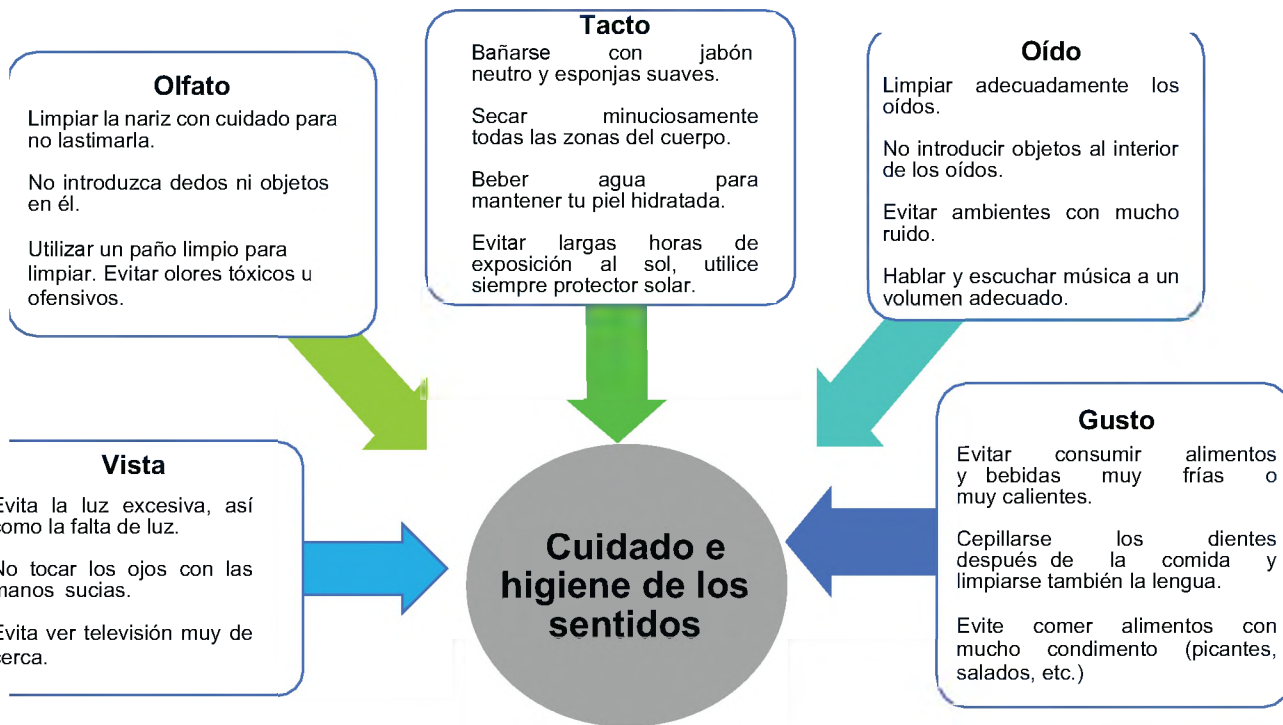 Olfato
Limpiar la nariz con cuidado para
no lastimarla.
No introduzca dedos ni objetos
en él.
Utilizar un paño limpio para
limpiar. Evitar olores tóxicos u
ofensivos.
Tacto
Bañarse con jabón
neutro y esponjas suaves.
Secar minuciosamente
todas las zonas del cuerpo.
Beber agua para
mantener tu piel hidratada.
Evitar largas horas de
exposición al sol, utilice
siempre protector solar.
Oído
Limpiar adecuadamente los
oídos.
No introducir objetos al interior
de los oídos.
Evitar ambientes con mucho
ruido.
Hablar y escuchar música a un
volumen adecuado.
Vista
Evita la luz excesiva, así
como la falta de luz.
No tocar los ojos con las
manos sucias.
Evita ver televisión muy de
cerca.
Cuidado e
higiene de los
sentidos
Gusto
Evitar consumir alimentos
y bebidas muy frías o
muy calientes.
Cepillarse los dientes
después de la comida y
limpiarse también la lengua.
Evite comer alimentos con
mucho condimento (picantes,
salados, etc.)